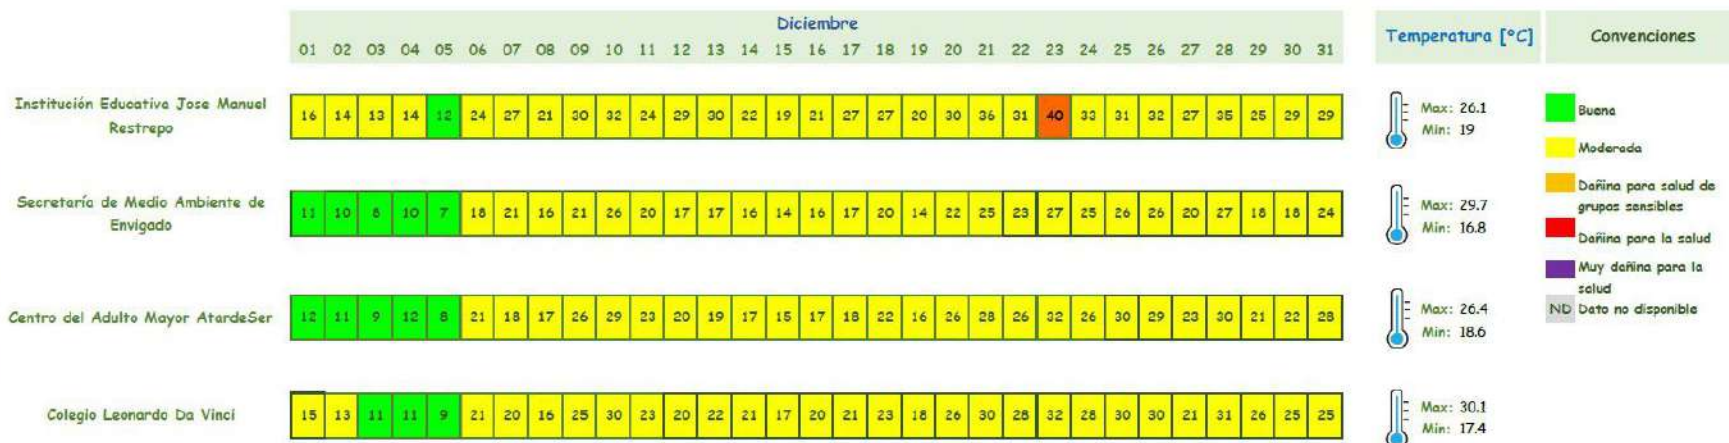 Diciembre
01 02 03 04 05 06 07 08 09 10 11 12 13 14 15 16 17 18 19 20 21 22 23 24 25 26 27 28 29 30 31
Temperatura [°C]
Convenciones
Institución Educativa Jose Manuel
Restrepo
16 14 13 14 12 24 27 21 30 32 24 29 30 22 19 21 27 27 20 30 36 31 40 33 31 32 27 35 25 29 29
Max: 26.1
Min: 19
Secretaría de Medio Ambiente de
Envigado
11 10 8 10 7 18 21 16 21 26 20 17 17 16 14 16 17 20 14 22 25 23 27 25 26 26 20 27 18 18 24
Max: 29.7
Min: 16.8
Centro del Adulto Mayor AtardeSer
12 11 9 12 8 21 18 17 26 29 23 20 19 17 15 17 18 22 16 26 28 26 32 26 30 29 23 30 21 22 28
Max: 26.4
Min: 18.6
Colegio Leonardo Da Vinci
15 13 11 11 9 21 20 16 25 30 23 20 22 21 17 20 21 23 18 26 30 28 32 28 30 30 21 31 26 25 25
Max: 30.1
Min: 17.4
Buena
Moderada
Dañina para salud de
grupos sensibles
Dañina para la salud
Muy dañina para la
salud
ND Dato no disponible